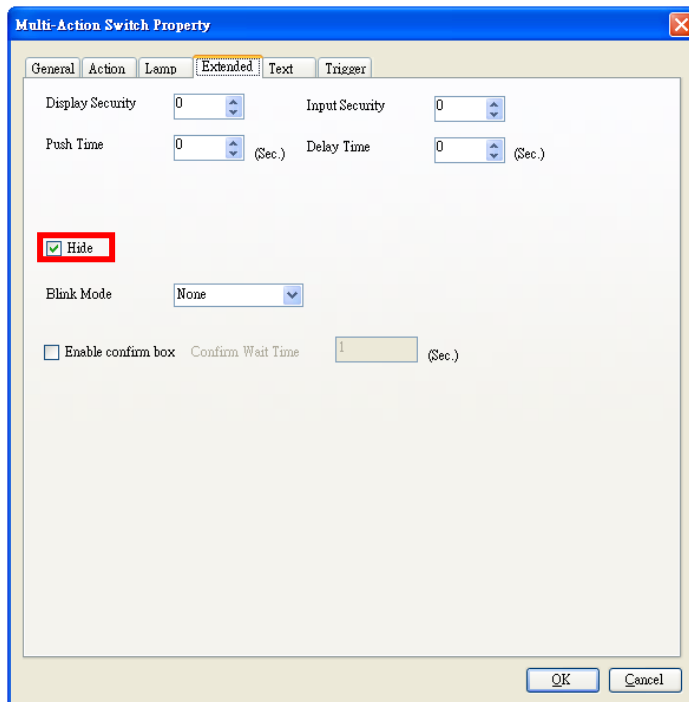 Multi-Action Switch Property
General Action Lamp Extended Text Trigger
Display Security 0 Input Security 0
Push Time 0 (Sec.) Delay Time 0 (Sec.)
Hide
Blink Mode None
Enable confirm box Confirm Wait Time 1 (Sec.)
OK Cancel